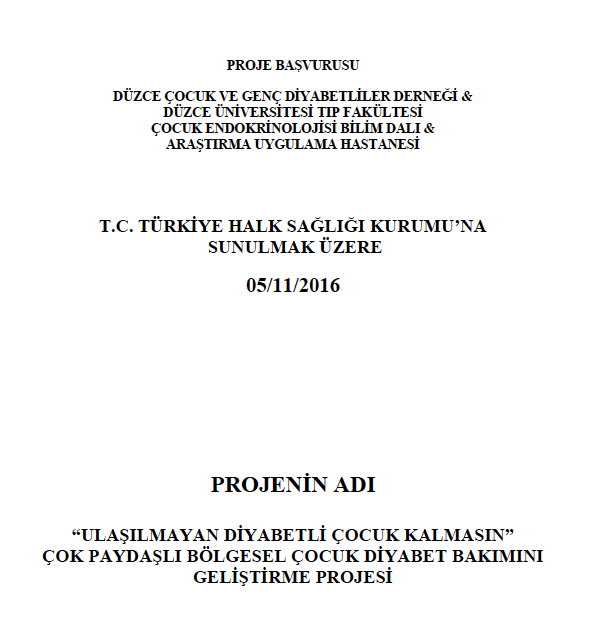 PROJE BAŞVURUSU
DÜZCE ÇOCUK VE GENÇ DİYABETLİLER DERNEĞİ &
DÜZCE ÜNİVERSİTESİ TIP FAKÜLTESİ
ÇOCUK ENDOKRİNOLOJİSİ BİLİM DALI &
ARAŞTIRMA UYGULAMA HASTANESİ
T.C. TÜRKİYE HALK SAĞLIĞI KURUMU’NA
SUNULMAK ÜZERE
05/11/2016
PROJENİN ADI
“ULAŞILMAYAN DİYABETLİ ÇOCUK KALMASIN”
ÇOK PAYDAŞLI BÖLGESEL ÇOCUK DİYABET BAKIMINI
GELİŞTİRME PROJESİ